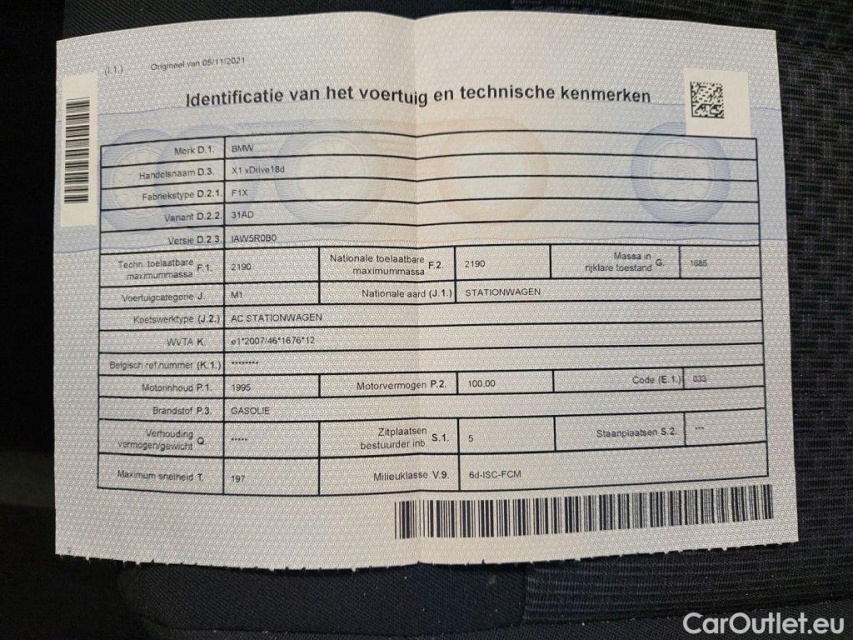 (I.1.) Origineel van 05/11/2021
Identificatie van het voertuig en technische kenmerken
Merk D.1. BMW
Handelsnaam D.3. X1 xDrive18d
Fabriekstype D.2.1. F1X
Variant D.2.2. 31AD
Versie D.2.3. IAW5R0B0
Techn. toelaatbare maximummassa F.1. 2190 Nationale toelaatbare maximummassa F.2. 2190 Massa in rijklare toestand G. 1685
Voertuigcategorie J. M1 Nationale aard (J.1.) STATIONWAGEN
Koetswerktype (J.2.) AC STATIONWAGEN
WVTA K. e1*2007/46*1676*12
Belgisch ref.nummer (K.1.) ********
Motorinhoud P.1. 1995 Motorvermogen P.2. 100,00 Code (E.1.) 033
Brandstof P.3. GASOLIE
Verhouding vermogen/gewicht Q. ***** Zitplaatsen bestuurder inb S.1. 5 Staanplaatsen S.2. ***
Maximum snelheid T. 197 Milieuklasse V.9. 6d-ISC-FCM
CarOutlet.eu